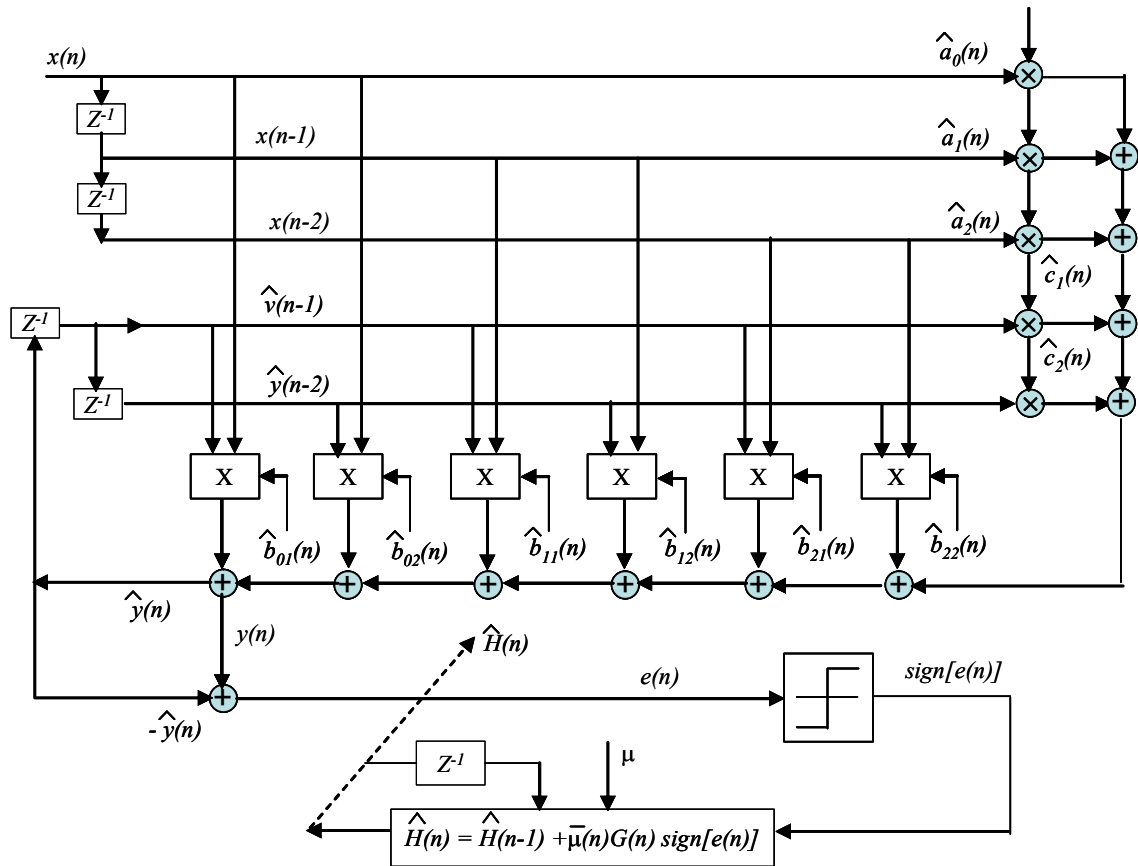 x(n)
â₀(n)
Z⁻¹
x(n-1)
â₁(n)
Z⁻¹
x(n-2)
â₂(n)
ĉ₁(n)
v̂(n-1)
Z⁻¹
ĉ₂(n)
ŷ(n-2)
Z⁻¹
X X X X X X
b̂₀₁(n) b̂₀₂(n) b̂₁₁(n) b̂₁₂(n) b̂₂₁(n) b̂₂₂(n)
ŷ(n)
y(n)
Ĥ(n)
e(n)
sign[e(n)]
-ŷ(n)
Z⁻¹
μ
Ĥ(n) = Ĥ(n-1) +μ̄(n)G(n) sign[e(n)]